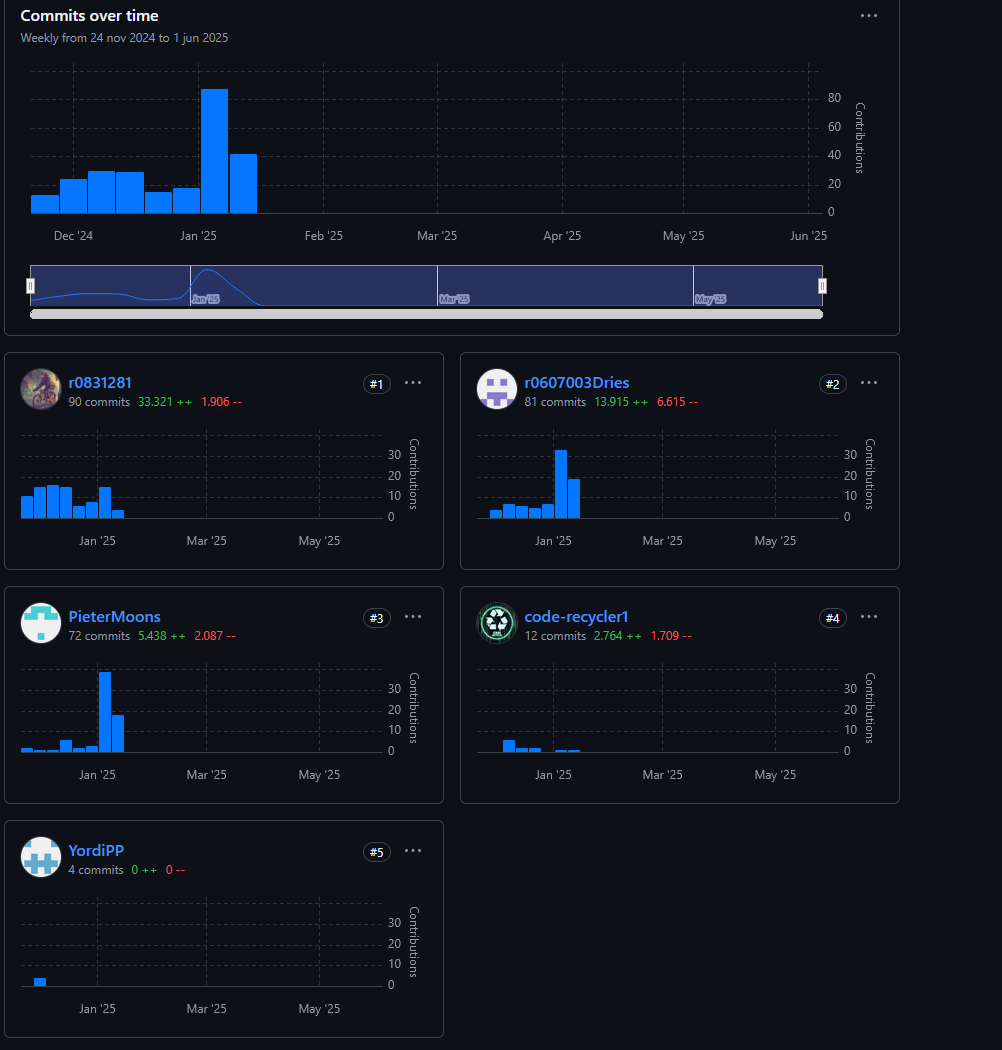 Commits over time
Weekly from 24 nov 2024 to 1 jun 2025
80
60
40
20
0
Contributions
Dec '24 Jan '25 Feb '25 Mar '25 Apr '25 May '25 Jun '25
Jan '25 Mar '25 May '25
r0831281 #1
90 commits 33.321 ++ 1.906 --
30
20
10
0
Contributions
Jan '25 Mar '25 May '25
r0607003Dries #2
81 commits 13.915 ++ 6.615 --
30
20
10
0
Contributions
Jan '25 Mar '25 May '25
PieterMoons #3
72 commits 5.438 ++ 2.087 --
30
20
10
0
Contributions
Jan '25 Mar '25 May '25
code-recycler1 #4
12 commits 2.764 ++ 1.709 --
30
20
10
0
Contributions
Jan '25 Mar '25 May '25
YordiPP #5
4 commits 0 ++ 0 --
30
20
10
0
Contributions
Jan '25 Mar '25 May '25